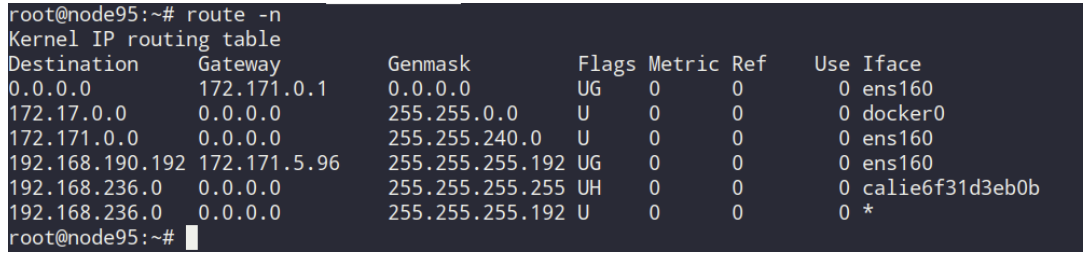 root@node95:~# route -n
Kernel IP routing table
Destination     Gateway         Genmask         Flags Metric Ref    Use Iface
0.0.0.0         172.171.0.1     0.0.0.0         UG    0      0        0 ens160
172.17.0.0      0.0.0.0         255.255.0.0     U     0      0        0 docker0
172.171.0.0     0.0.0.0         255.255.240.0   U     0      0        0 ens160
192.168.190.192 172.171.5.96    255.255.255.192 UG    0      0        0 ens160
192.168.236.0   0.0.0.0         255.255.255.255 UH    0      0        0 calie6f31d3eb0b
192.168.236.0   0.0.0.0         255.255.255.192 U     0      0        0 *
root@node95:~#